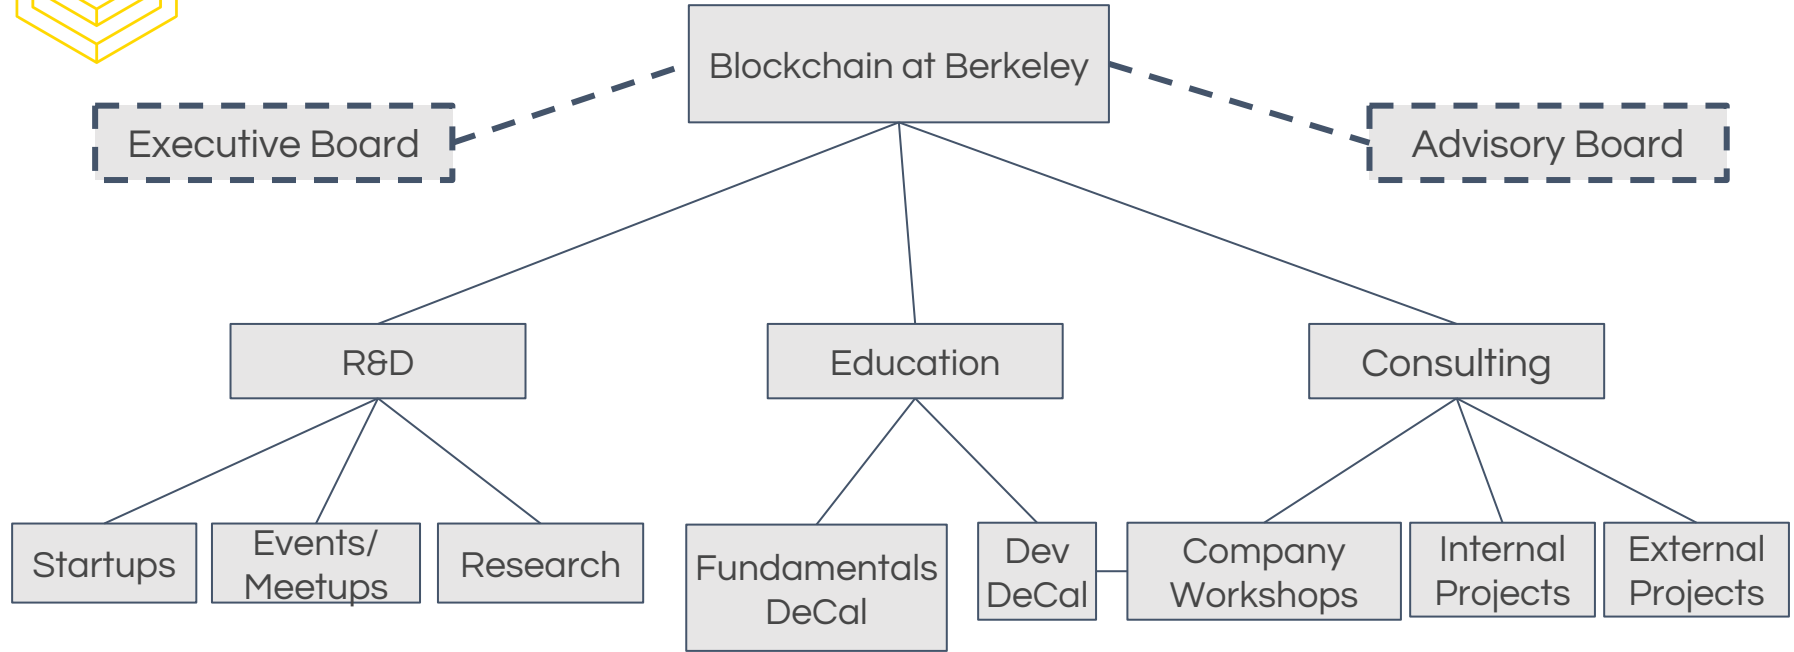 Blockchain at Berkeley
Executive Board
Advisory Board
R&D
Education
Consulting
Startups
Events/
Meetups
Research
Fundamentals
DeCal
Dev
DeCal
Company
Workshops
Internal
Projects
External
Projects